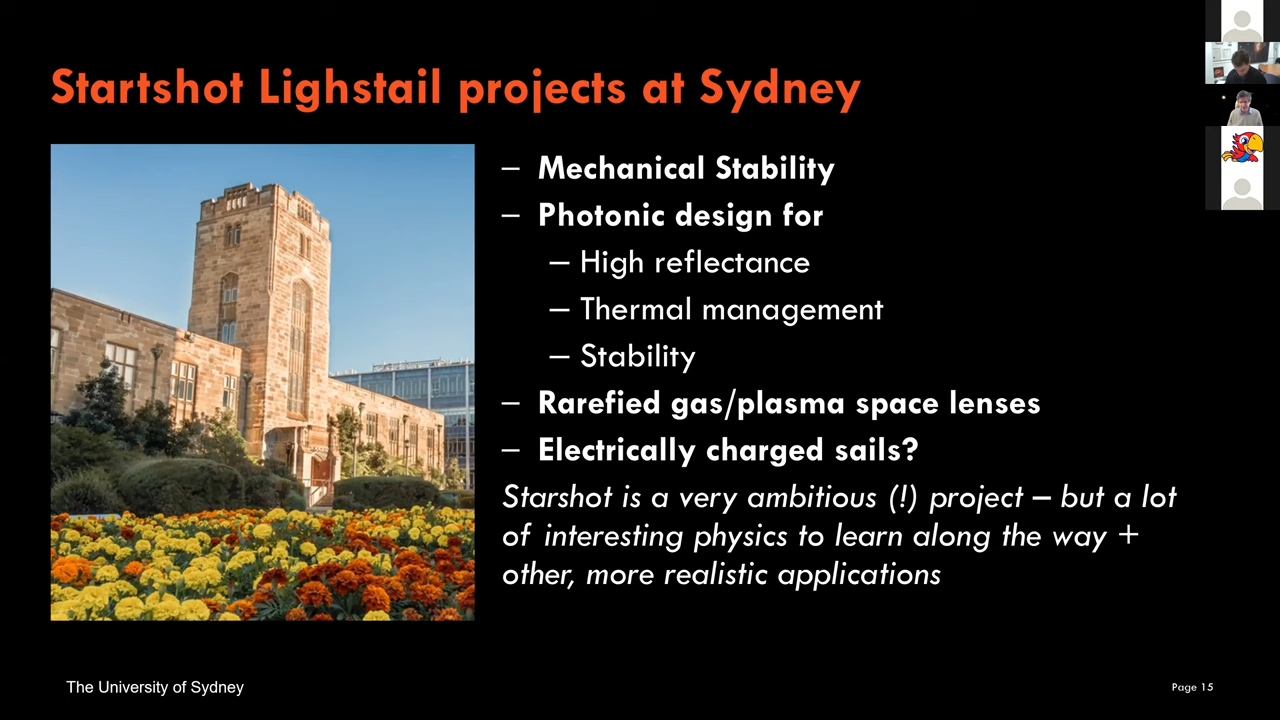 Startshot Lighstail projects at Sydney
– Mechanical Stability
– Photonic design for
– High reflectance
– Thermal management
– Stability
– Rarefied gas/plasma space lenses
– Electrically charged sails?
Starshot is a very ambitious (!) project – but a lot
of interesting physics to learn along the way +
other, more realistic applications
The University of Sydney
Page 15